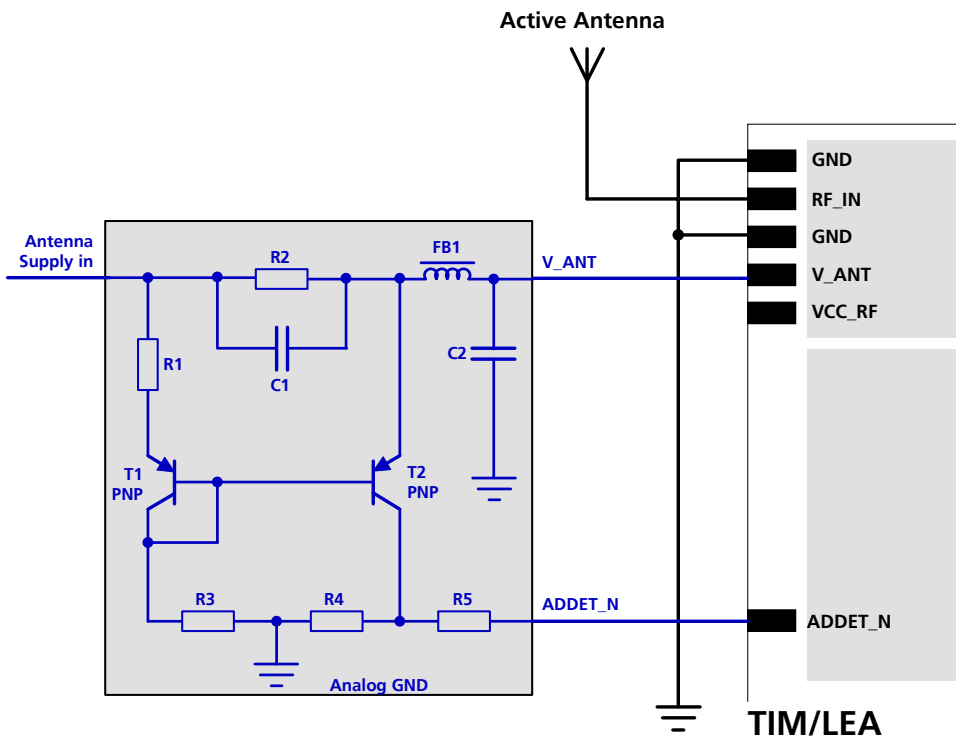 Active Antenna
GND
RF_IN
GND
V_ANT
VCC_RF
Antenna
Supply in
R2
FB1
V_ANT
R1
C1
C2
T1
PNP
T2
PNP
R3
R4
R5
ADDET_N
ADDET_N
Analog GND
TIM/LEA